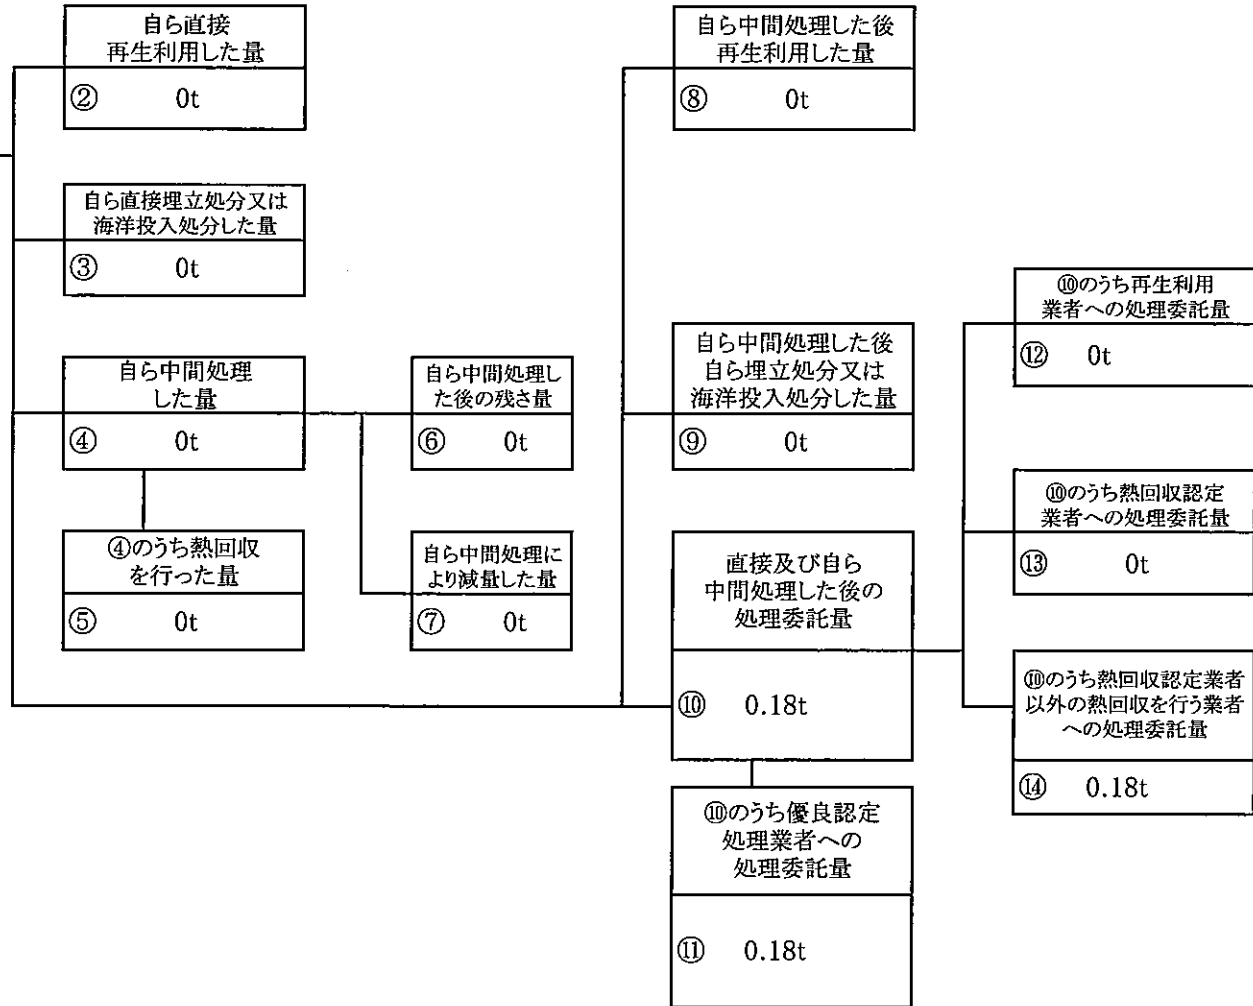 自ら直接
再生利用した量
② 0t
自ら直接埋立処分又は
海洋投入処分した量
③ 0t
自ら中間処理
した量
④ 0t
④のうち熱回収
を行った量
⑤ 0t
自ら中間処理し
た後の残さ量
⑥ 0t
自ら中間処理に
より減量した量
⑦ 0t
自ら中間処理した後
再生利用した量
⑧ 0t
自ら中間処理した後
自ら埋立処分又は
海洋投入処分した量
⑨ 0t
直接及び自ら
中間処理した後の
処理委託量
⑩ 0.18t
⑩のうち優良認定
処理業者への
処理委託量
⑪ 0.18t
⑩のうち再生利用
業者への処理委託量
⑫ 0t
⑩のうち熱回収認定
業者への処理委託量
⑬ 0t
⑩のうち熱回収認定業者
以外の熱回収を行う業者
への処理委託量
⑭ 0.18t